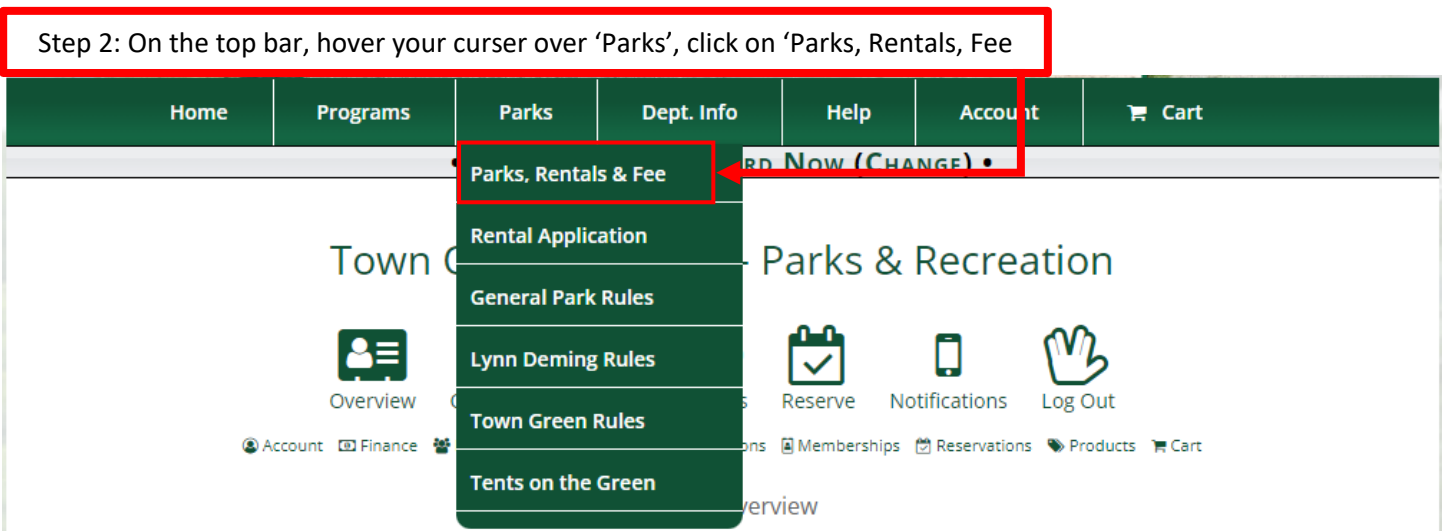 Step 2: On the top bar, hover your curser over ‘Parks’, click on ‘Parks, Rentals, Fee
Home Programs Parks Dept. Info Help Account Cart
Parks, Rentals & Fee
Now (Change) •
Rental Application
Town Parks & Recreation
General Park Rules
Lynn Deming Rules
Overview Reserve Notifications Log Out
Town Green Rules
Account Finance Memberships Reservations Products Cart
Tents on the Green